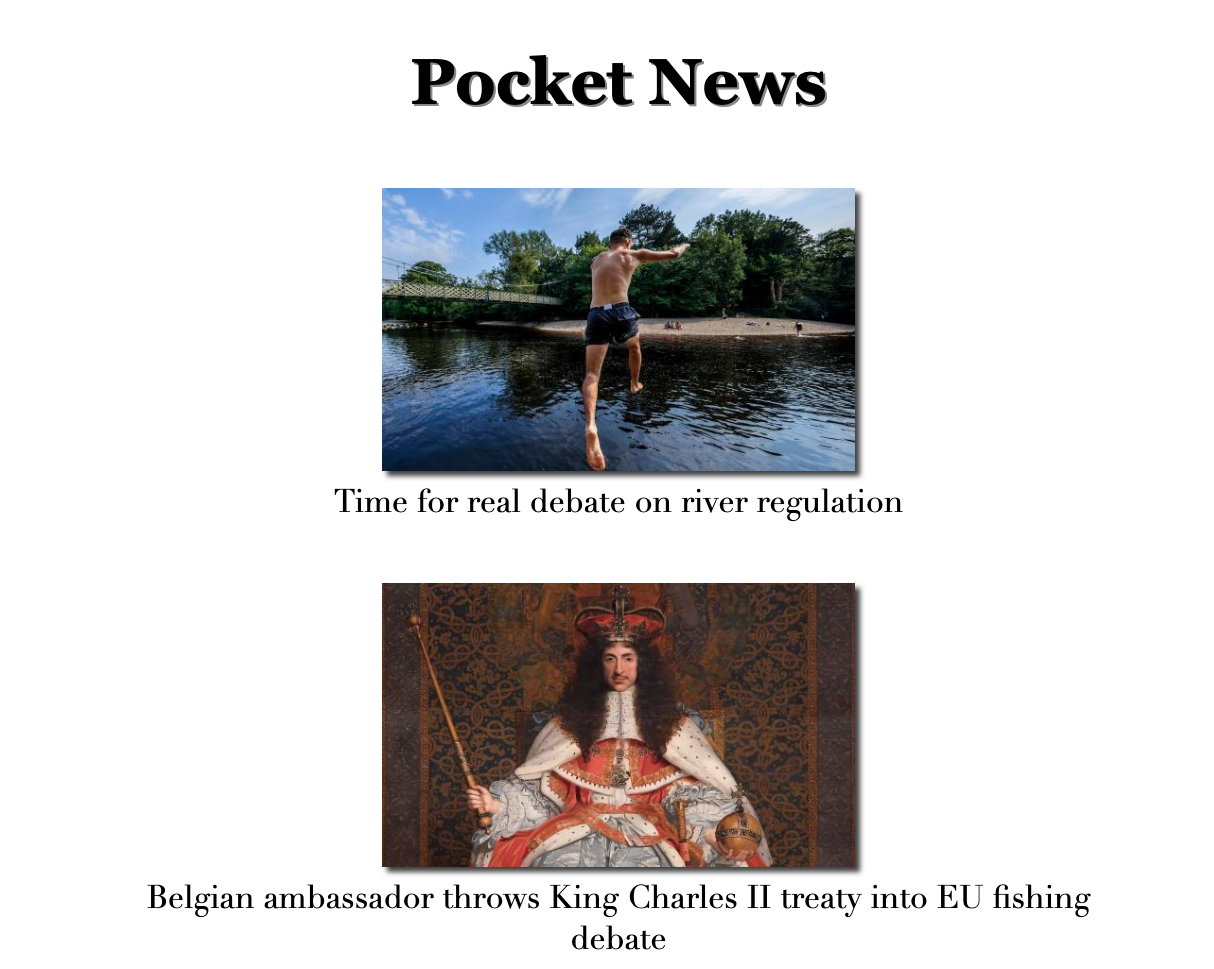 Pocket News
Time for real debate on river regulation
Belgian ambassador throws King Charles II treaty into EU fishing
debate